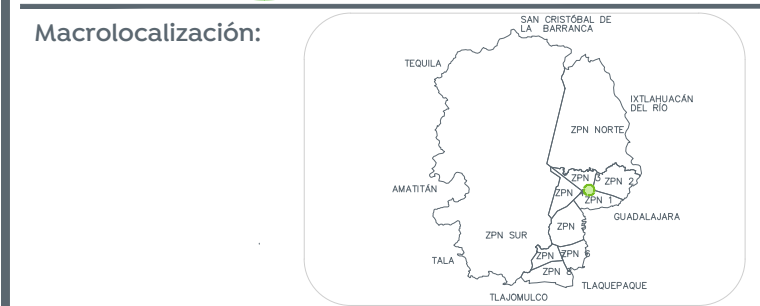 Macrolocalización:
SAN CRISTÓBAL DE
LA BARRANCA
TEQUILA
IXTLAHUACÁN
DEL RÍO
ZPN NORTE
ZPN 3
ZPN 2
AMATITÁN
ZPN
ZPN 1
GUADALAJARA
ZPN
ZPN SUR
ZPN
ZPN 6
TALA
ZPN
TLAQUEPAQUE
TLAJOMULCO